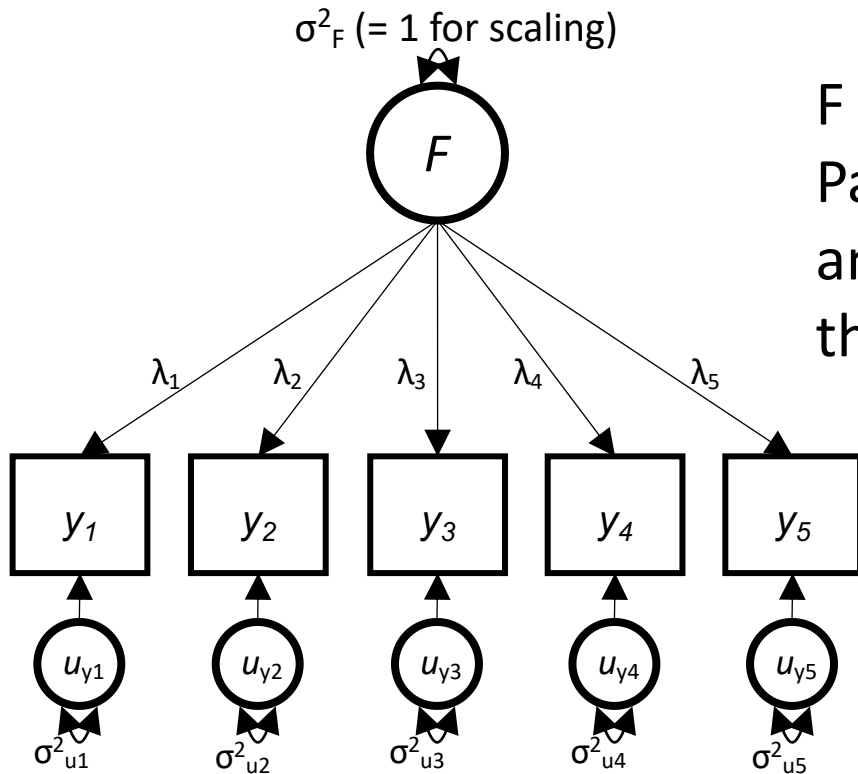 σ²F (= 1 for scaling)
F
F
λ1 λ2 λ3 λ4 λ5
y1 y2 y3 y4 y5
uy1 uy2 uy3 uy4 uy5
σ²u1 σ²u2 σ²u3 σ²u4 σ²u5